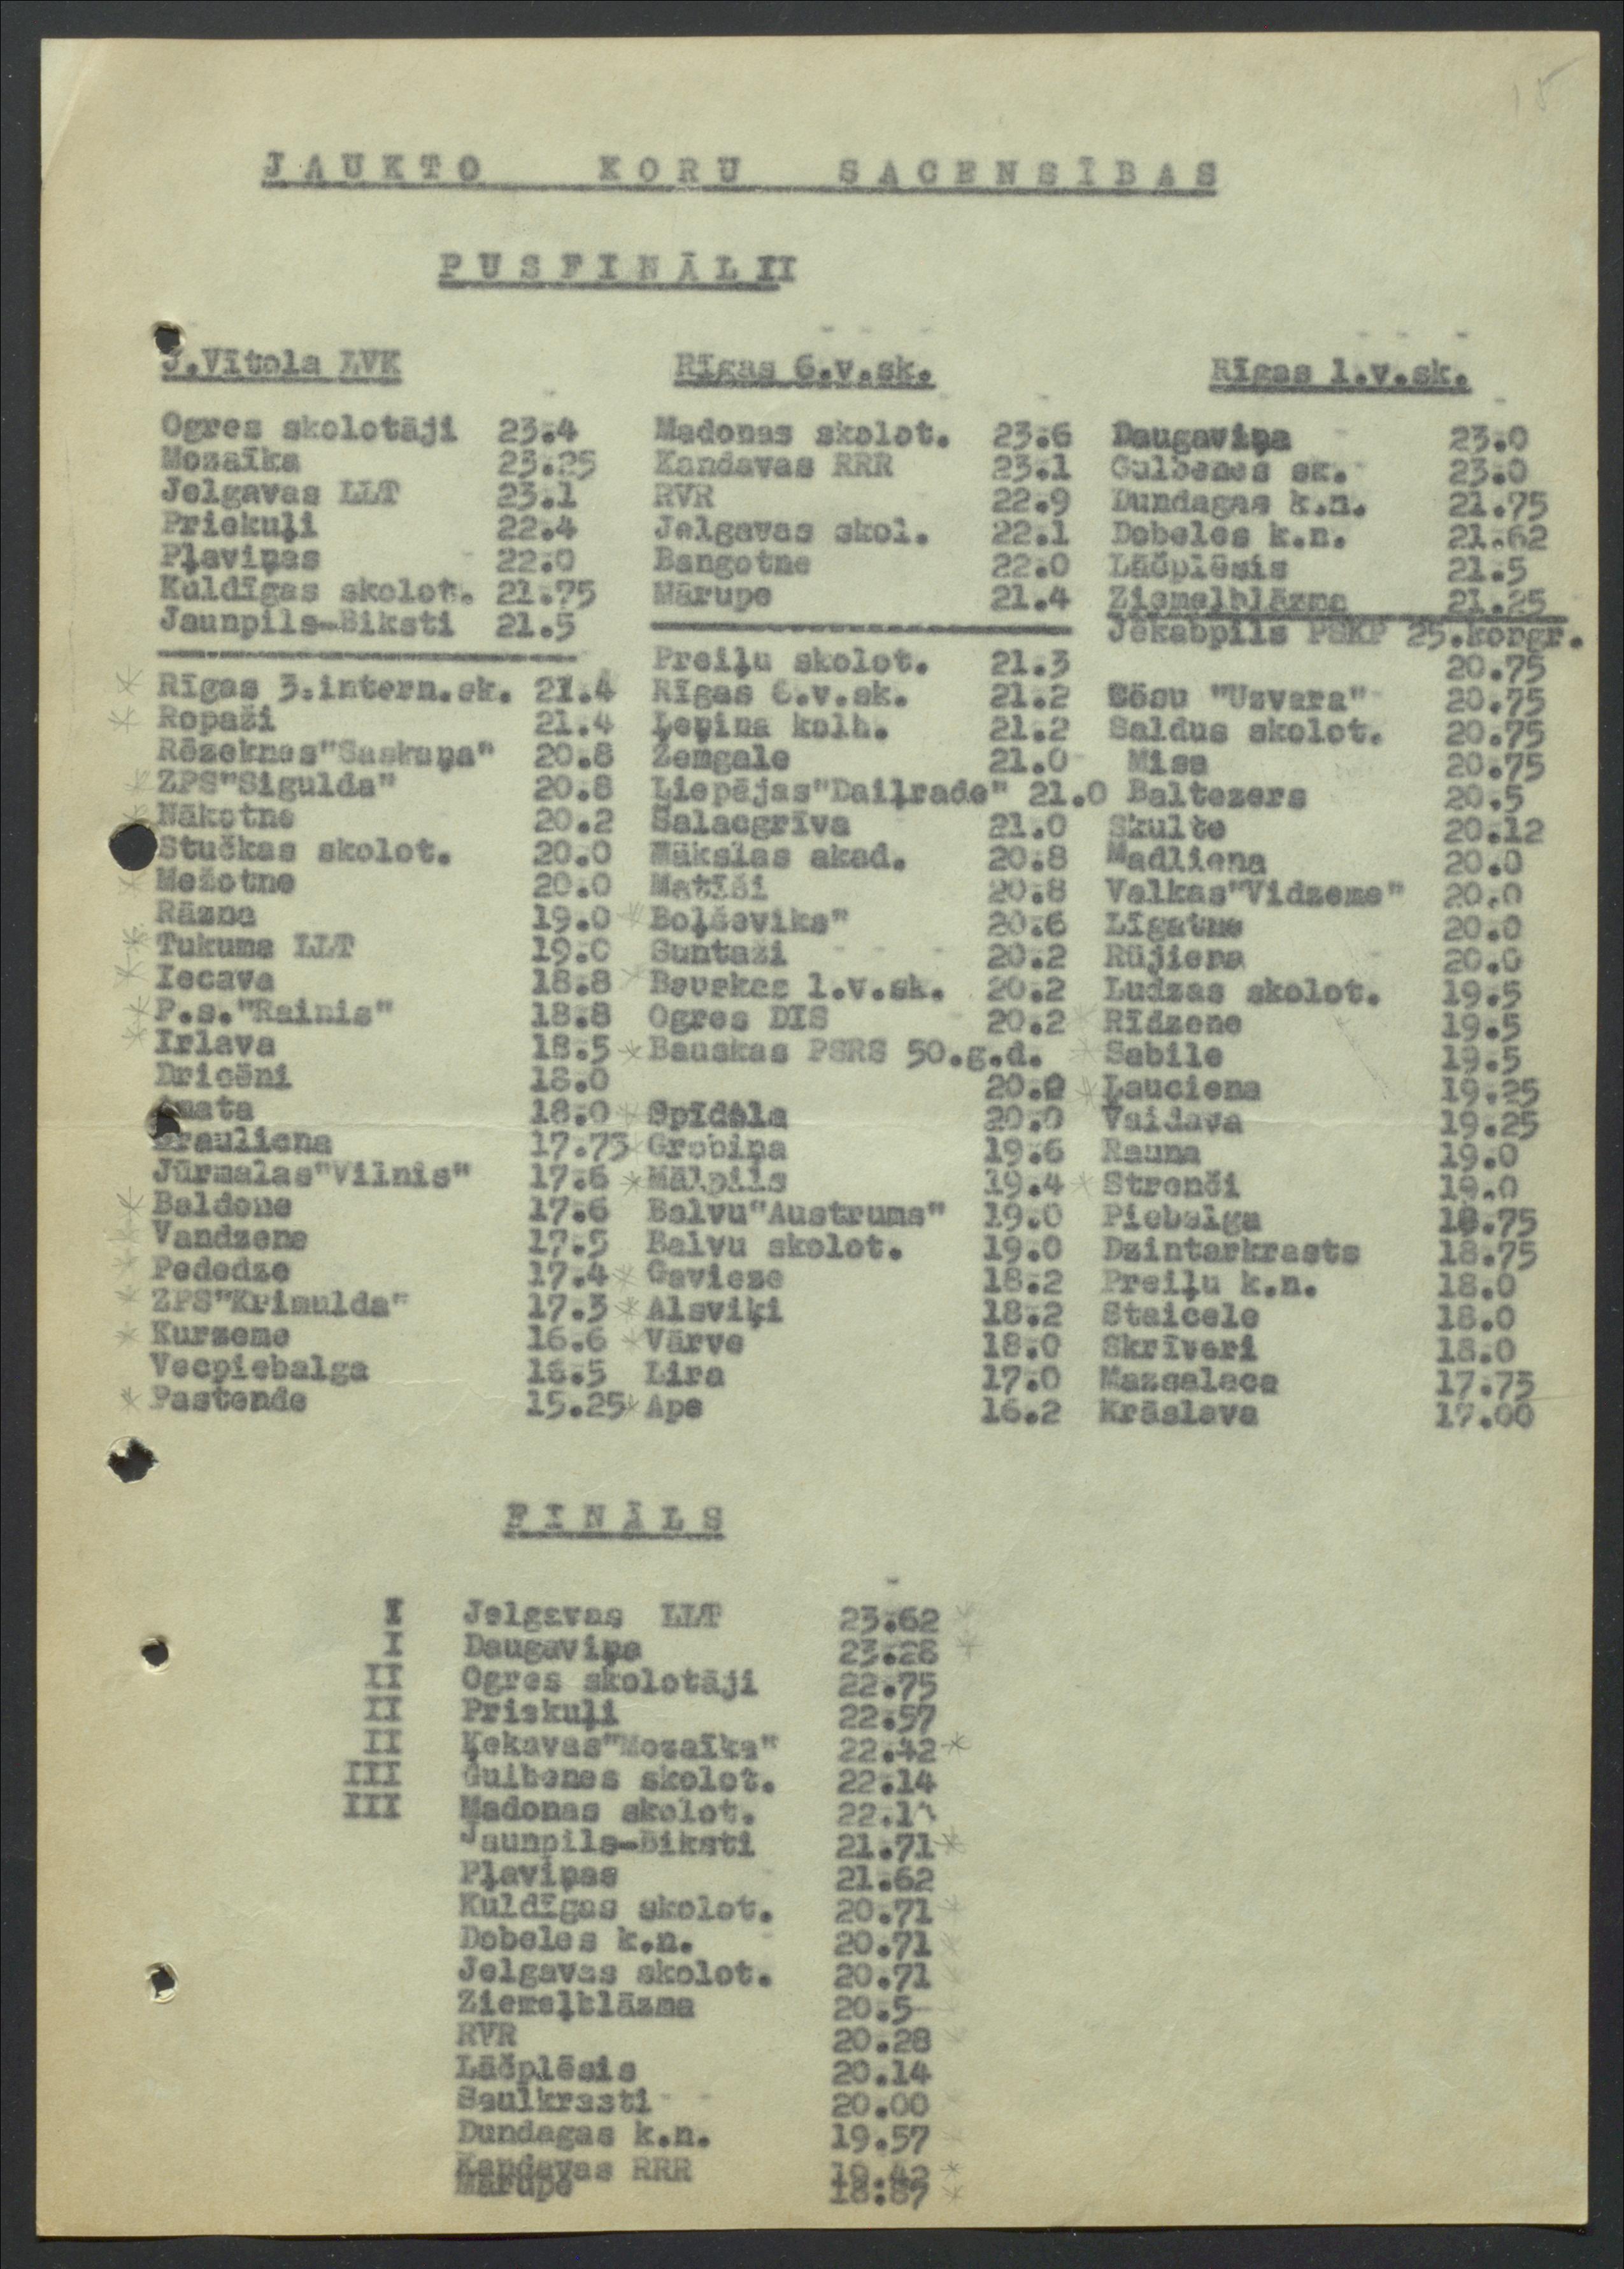 15
JAUKTO KORU SACENSĪBAS
PUSFINĀLII
J.Vītola LVK
Ogres skolotāji 23.4
Mozaīka 23.25
Jelgavas LLT 23.1
Priekuļi 22.4
Pļaviņas 22.0
Kuldīgas skolot. 21.75
Jaunpils-Biksti 21.5
Rīgas 3.intern.sk. 21.4
Ropaži 21.4
Rēzeknes"Saskaņa" 20.8
ZPS"Sigulda" 20.8
Nākotne 20.2
Stučkas skolot. 20.0
Mežotne 20.0
Rāzna 19.0
Tukuma LLT 19.0
Iecava 18.8
P.s."Rainis" 18.8
Irlava 18.5
Dricēni 18.0
18.0
17.75
Jūrmalas"Vilnis" 17.6
Baldone 17.6
Vandzene 17.5
Pededze 17.4
ZPS"Krimulda" 17.3
Kurzeme 16.6
Vecpiebalga 16.5
Pastende 15.25
Rīgas 6.v.sk.
Madonas skolot. 23.6
Kandavas RRR 23.1
RVR 22.9
Jelgavas skol. 22.1
Bangotne 22.0
Mārupe 21.4
Preiļu skolot. 21.3
Rīgas 6.v.sk. 21.2
Ļeņina kolh. 21.2
Zemgale 21.0
Liepājas"Daiļrade" 21.0
Salacgrīva 21.0
Mākslas akad. 20.8
Matīši 20.8
Boļševiks" 20.6
Suntaži 20.2
Bauskas 1.v.sk. 20.2
Ogres DIS 20.2
Bauskas PSRS 50.g.d.
20.0
Spīdala 20.0
Grobiņa 19.6
Mālpils 19.4
Balvu"Austrums" 19.0
Balvu skolot. 19.0
Gavieze 18.2
Alsviķi 18.2
Vārve 18.0
Lira 17.0
Ape 16.2
Rīgas 1.v.sk.
Daugaviņa 23.0
Gulbenes sk. 23.0
Dundagas k.n. 21.75
Dobeles k.n. 21.62
Lāčplēsis 21.5
Ziemeļblāzma 21.25
Jēkabpils PSKP 25.kongr.
20.75
"Uzvara" 20.75
Saldus skolot. 20.75
Misa 20.75
Baltezers 20.5
Skulte 20.12
Madliena 20.0
Valkas"Vidzeme" 20.0
Līgatne 20.0
Rūjiena 20.0
Ludzas skolot. 19.5
Rīdzene 19.5
Sabile 19.5
Lauciena 19.25
Vaidava 19.25
Rauna 19.0
Strenči 19.0
Piebalga 18.75
Dzintarkrasts 18.75
Preiļu k.n. 18.0
Staicele 18.0
Skrīveri 18.0
Mazsalaca 17.75
Krāslava 17.00
FINĀLS
I Jelgavas LLT 23.62
I Daugaviņa 23.28
II Ogres skolotāji 22.75
II Priekuļi 22.57
II Ķekavas"Mozaīka" 22.42
III Gulbenes skolot. 22.14
III Madonas skolot.
Jaunpils-Biksti 21.71
Pļaviņas 21.62
Kuldīgas skolot. 20.71
Dobeles k.n. 20.71
Jelgavas skolot. 20.71
Ziemeļblāzma 20.5
RVR 20.28
Lāčplēsis 20.14
Saulkrasti 20.00
Dundagas k.n. 19.57
Kandavas RRR 19.42
Mārupe 18.87